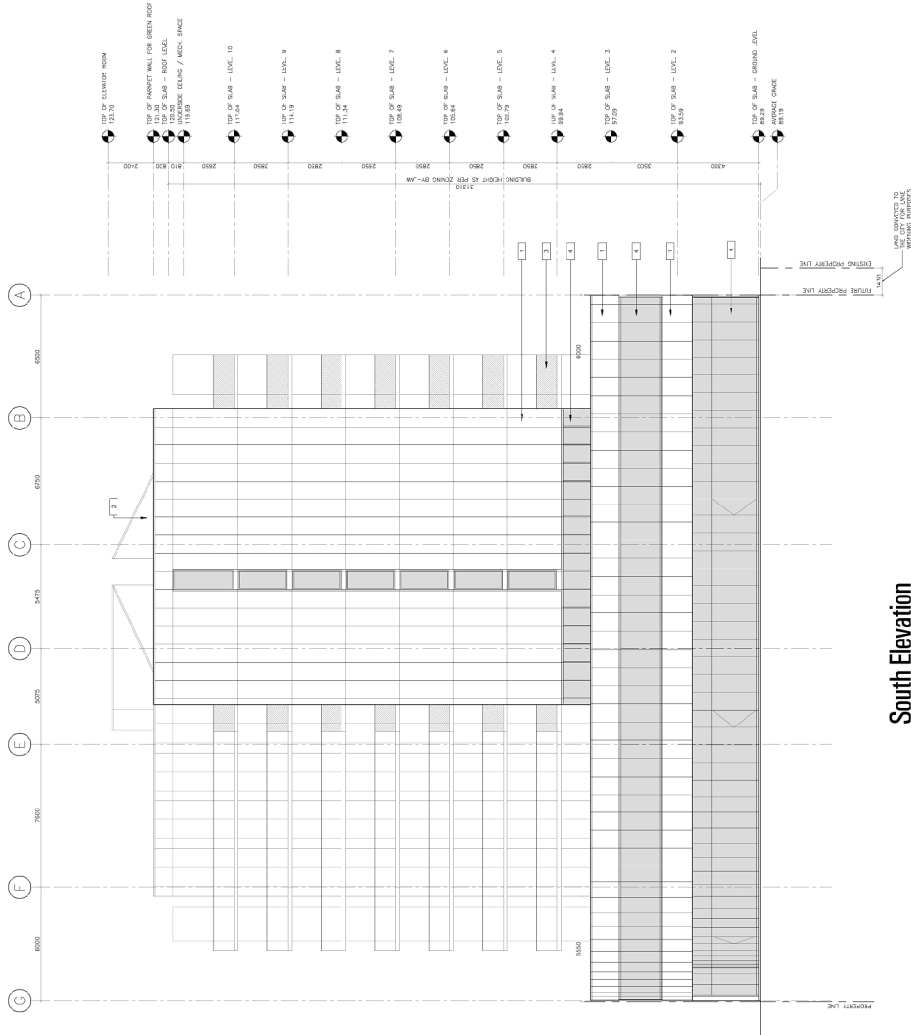 TOP OF ELEVATOR ROOM
123.70
TOP OF PARAPET WALL FOR GREEN ROOF
121.30
TOP OF SLAB - ROOF LEVEL
120.50
UNDERSIDE CEILING / MECH. SPACE
119.69
TOP OF SLAB - LEVEL 10
117.04
TOP OF SLAB - LEVEL 9
114.19
TOP OF SLAB - LEVEL 8
111.34
TOP OF SLAB - LEVEL 7
108.49
TOP OF SLAB - LEVEL 6
105.64
TOP OF SLAB - LEVEL 5
102.79
TOP OF SLAB - LEVEL 4
99.94
TOP OF SLAB - LEVEL 3
97.09
TOP OF SLAB - LEVEL 2
93.59
TOP OF SLAB - GROUND LEVEL
89.29
AVERAGE GRADE
89.19
2400
800
810
2650
2850
2850
2850
2850
2850
2850
2850
3500
4300
31310
BUILDING HEIGHT AS PER ZONING BY-LAW
LAND CONVEYED TO
THE CITY FOR LANE
WIDENING PURPOSES
EXISTING PROPERTY LINE
1430
FUTURE PROPERTY LINE
A
B
C
D
E
F
G
6500
6750
5475
5075
7600
6000
6000
5550
2
1
3
4
1
4
1
4
PROPERTY LINE
South Elevation